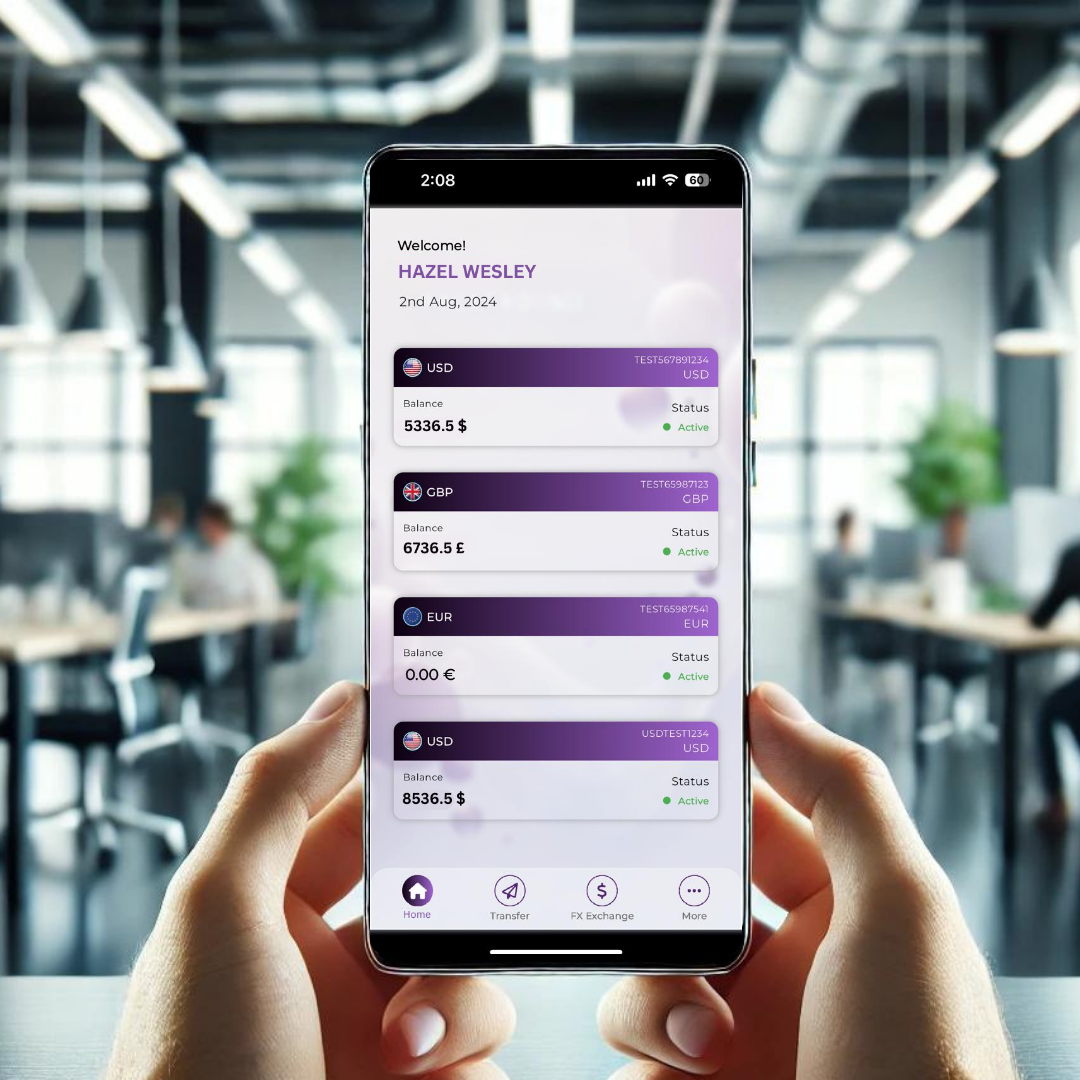 2:08
60
Welcome!
HAZEL WESLEY
2nd Aug, 2024
USD
TEST567891234
USD
Balance
Status
5336.5 $
Active
GBP
TEST65987123
GBP
Balance
Status
6736.5 £
Active
EUR
TEST65987541
EUR
Balance
Status
0.00 €
Active
USD
USDTEST1234
USD
Balance
Status
8536.5 $
Active
$
Home
Transfer
FX Exchange
More